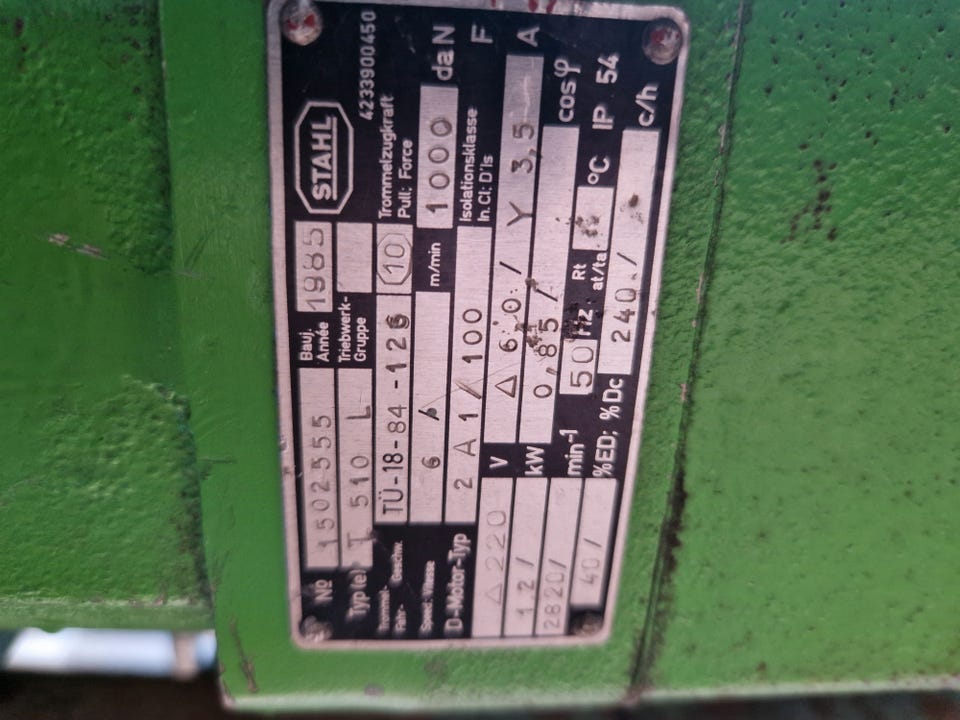 STAHL
4233900450
Nº 1502555 Bauj. Année 1985
Typ(e) T 510 L Triebwerk-Gruppe
TÜ-18-84-126 10 Trommelzugkraft
Trommel- Fahr- Geschw. Pull; Force
Speed; Vitesse 6 / m/min 1000 daN
D-Motor-Typ 2 A1/100 Isolationsklasse In. Cl; D'Is F
△ 220 V △ 6.0 / Y 3,5 A
1.2/ kW 0,85/ cosφ
2820/ min⁻¹ 50 Hz Rt at/ta °C IP 54
40/ %ED; %Dc 240 / c/h